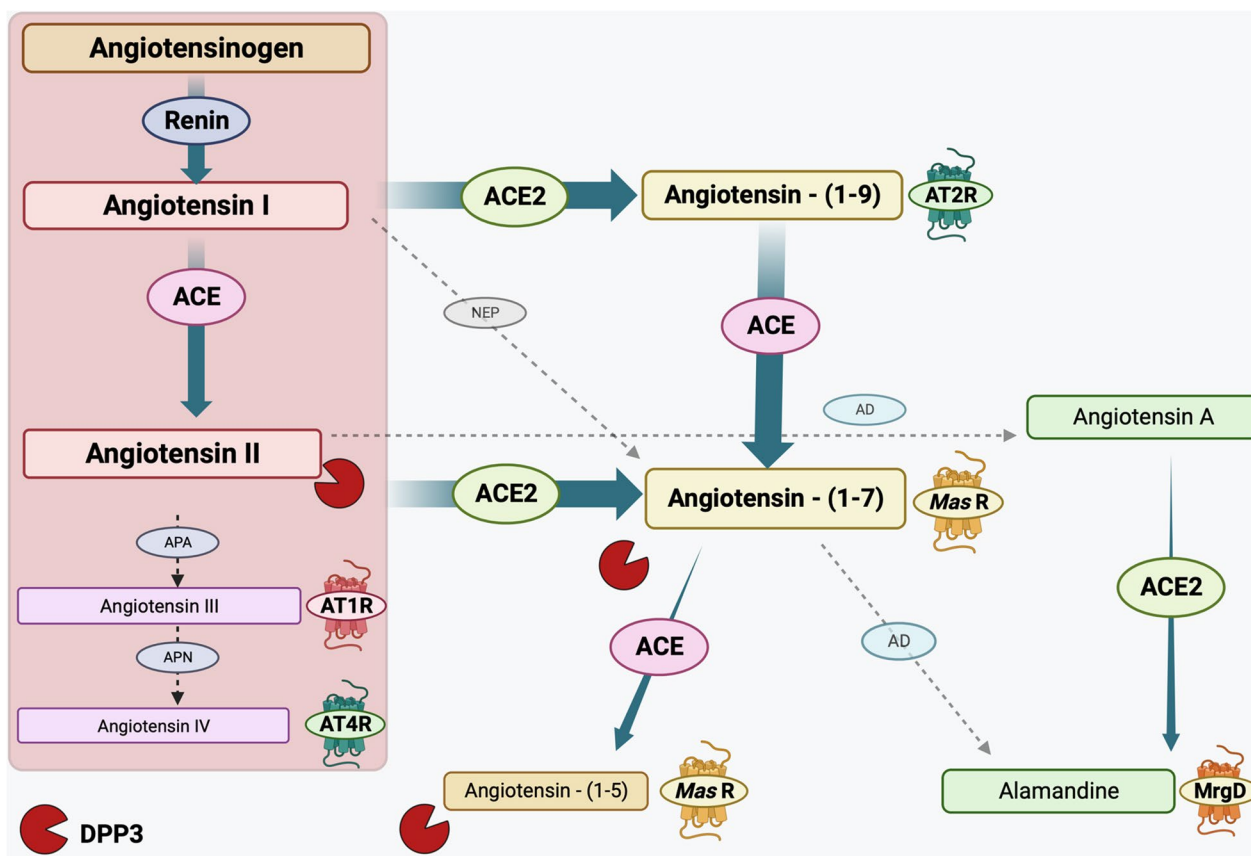 Angiotensinogen
Renin
Angiotensin I
ACE2
Angiotensin - (1-9)
AT2R
ACE
NEP
ACE
AD
Angiotensin A
Angiotensin II
ACE2
Angiotensin - (1-7)
Mas R
APA
Angiotensin III
AT1R
APN
Angiotensin IV
AT4R
ACE
AD
ACE2
Angiotensin - (1-5)
Mas R
Alamandine
MrgD
DPP3